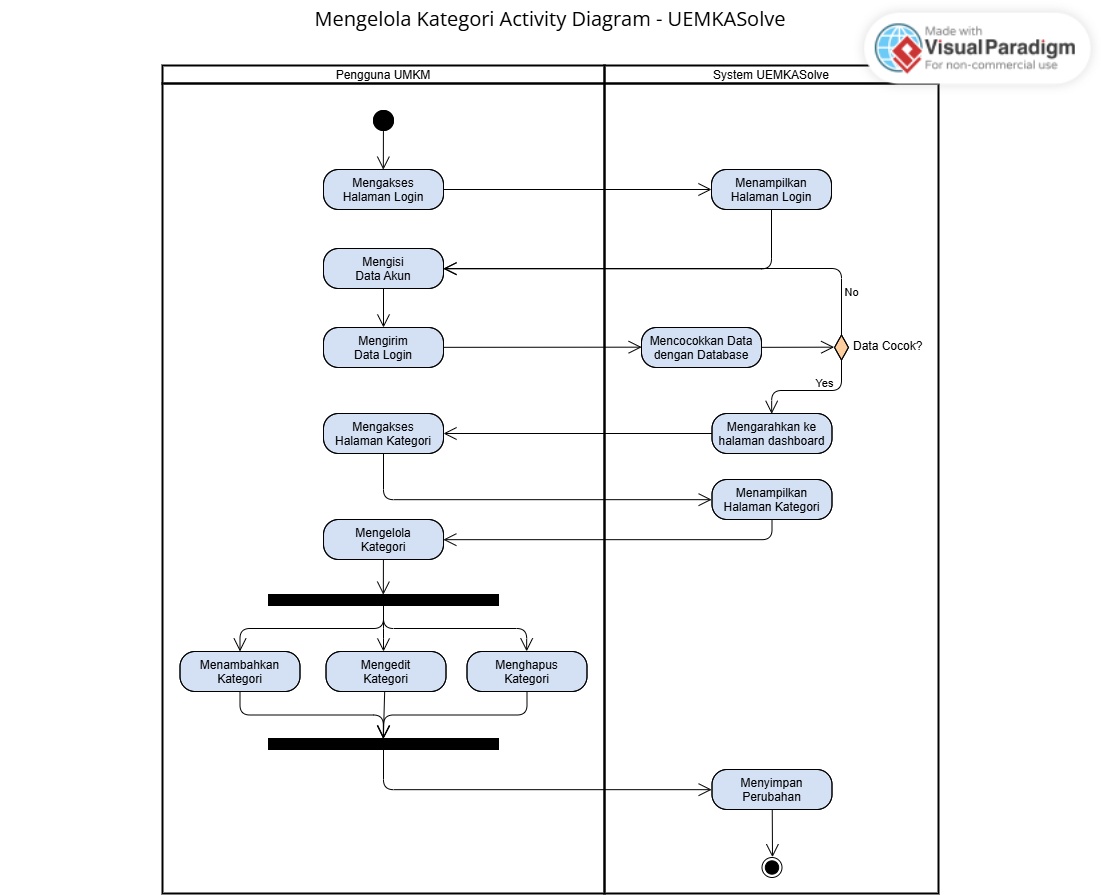 Mengelola Kategori Activity Diagram - UEMKASolve
Made with
VisualParadigm
For non-commercial use
Pengguna UMKM
System UEMKASolve
Mengakses
Halaman Login
Menampilkan
Halaman Login
Mengisi
Data Akun
No
Mengirim
Data Login
Mencocokkan Data
dengan Database
Data Cocok?
Yes
Mengakses
Halaman Kategori
Mengarahkan ke
halaman dashboard
Menampilkan
Halaman Kategori
Mengelola
Kategori
Menambahkan
Kategori
Mengedit
Kategori
Menghapus
Kategori
Menyimpan
Perubahan